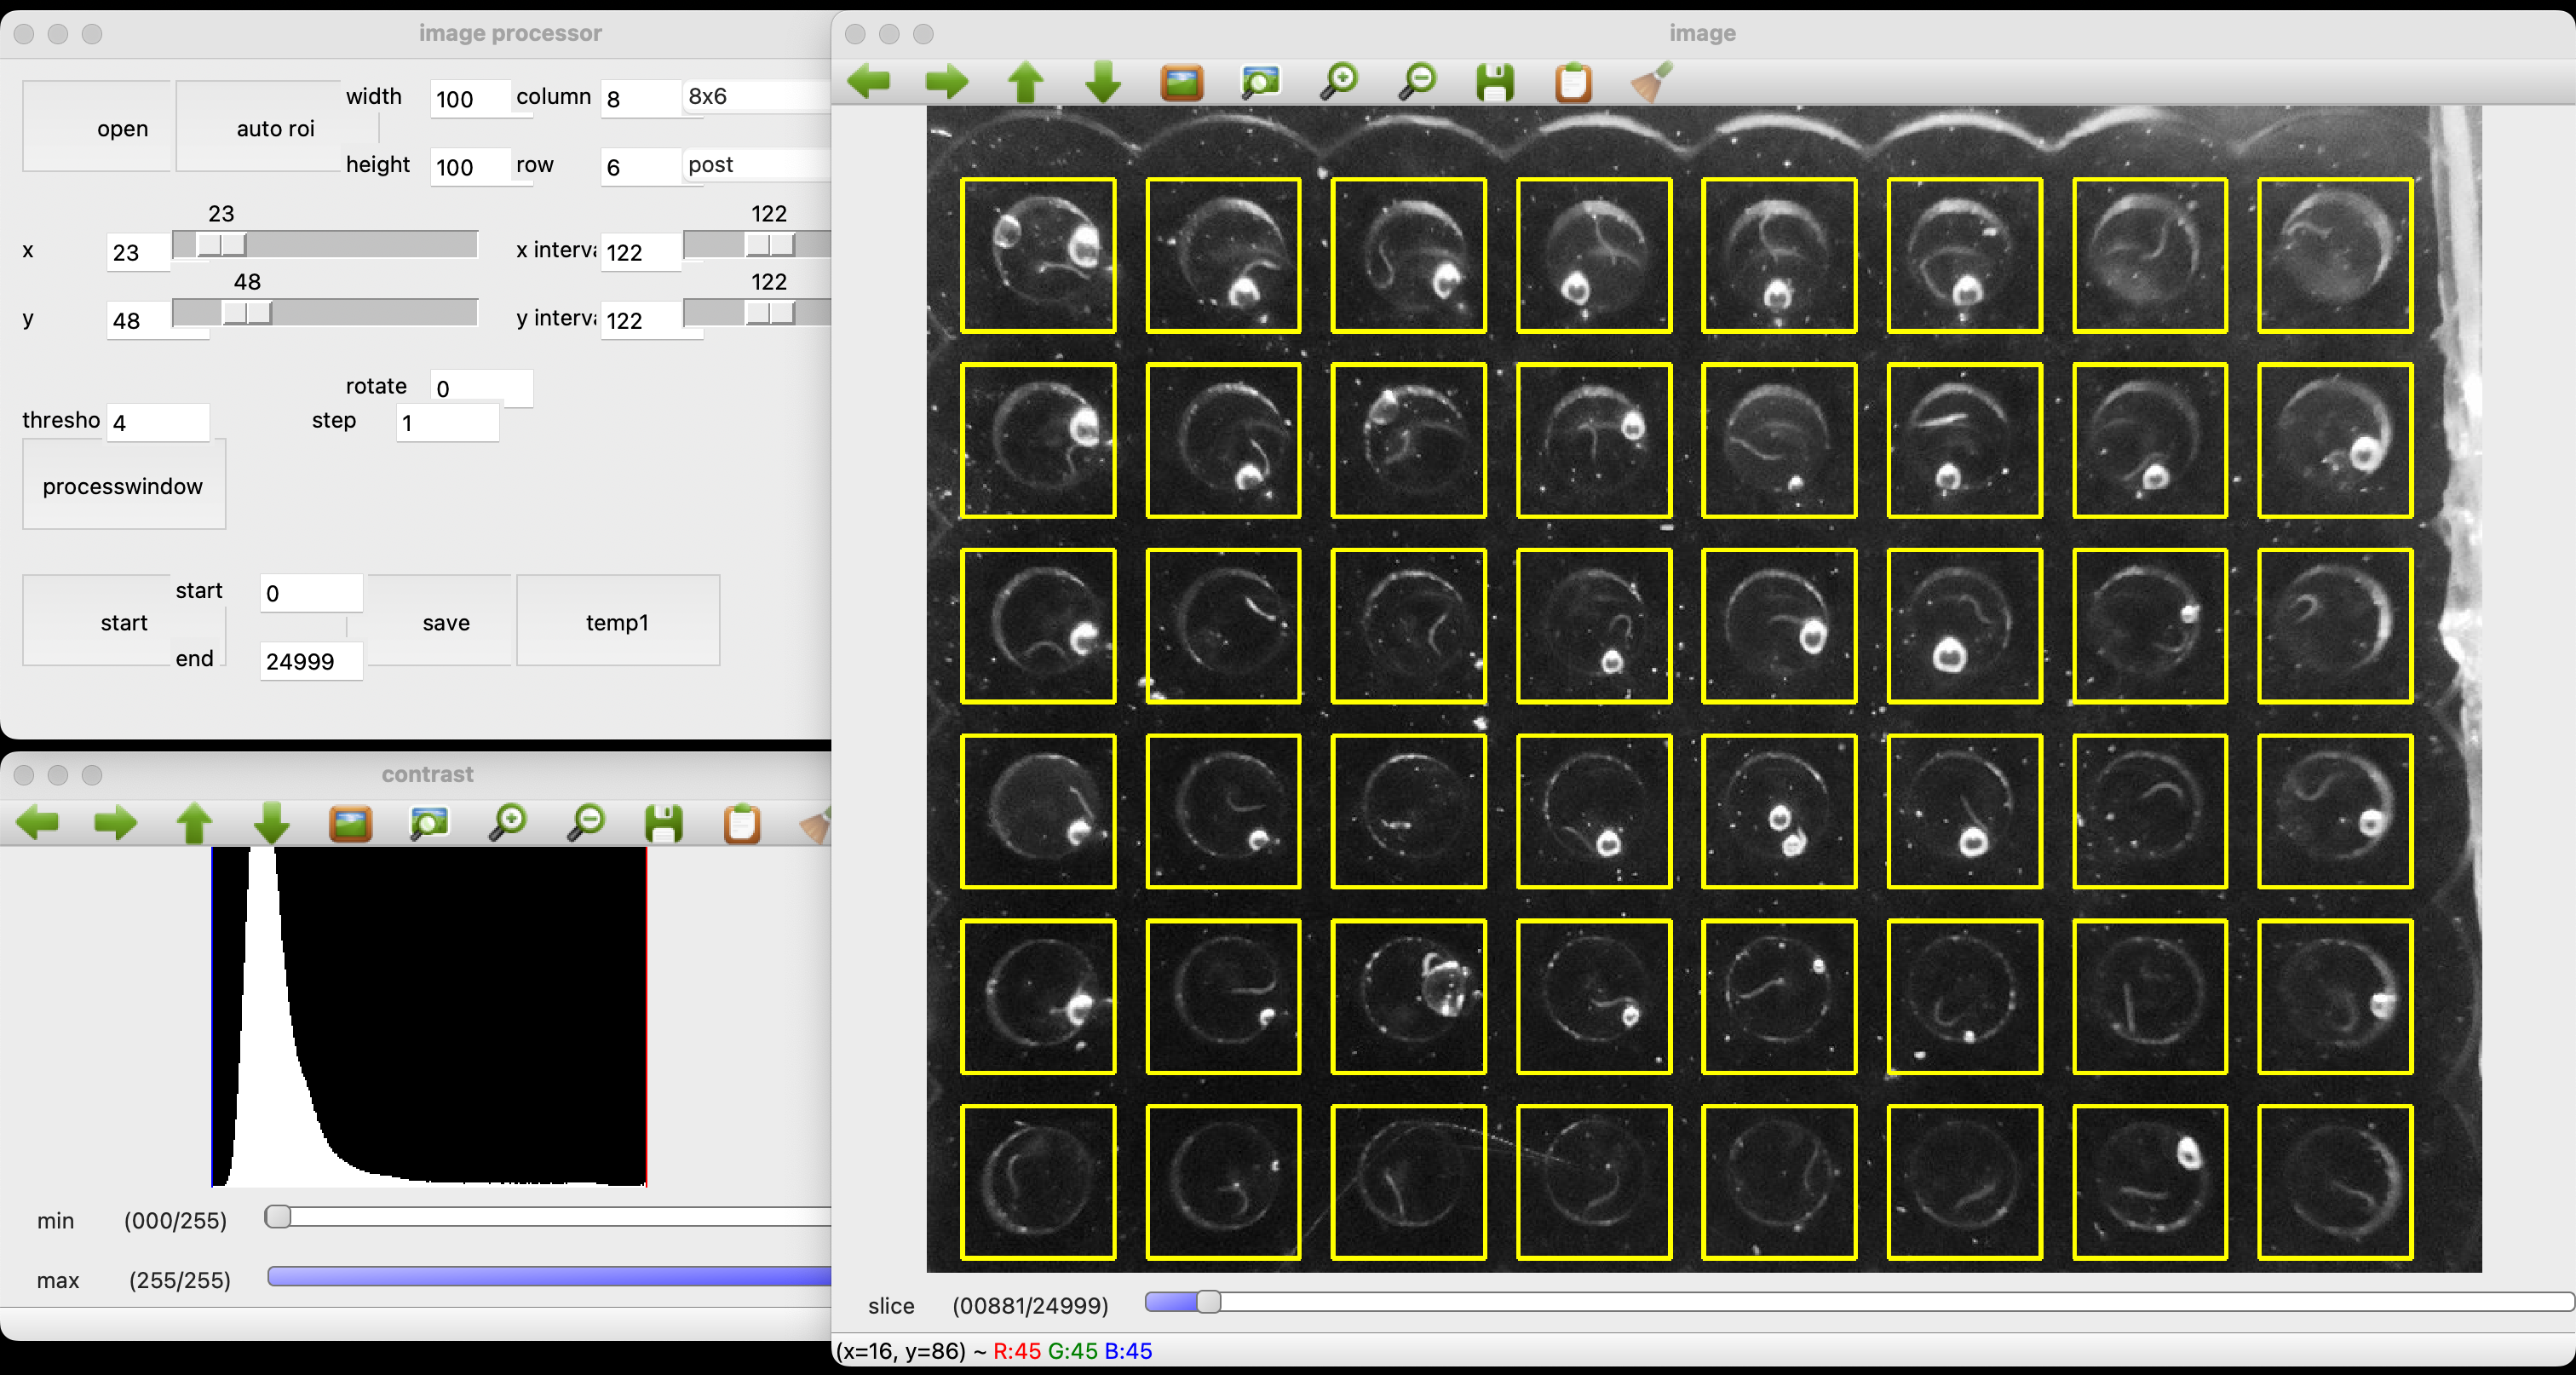 image processor
open
auto roi
width
100
column
8
8x6
height
100
row
6
post
23
122
x
23
x interva
122
48
122
y
48
y interva
122
rotate
0
thresho
4
step
1
processwindow
start
start
0
save
temp1
end
24999
contrast
min (000/255)
max (255/255)
image
slice (00881/24999)
(x=16, y=86) ~ R:45 G:45 B:45